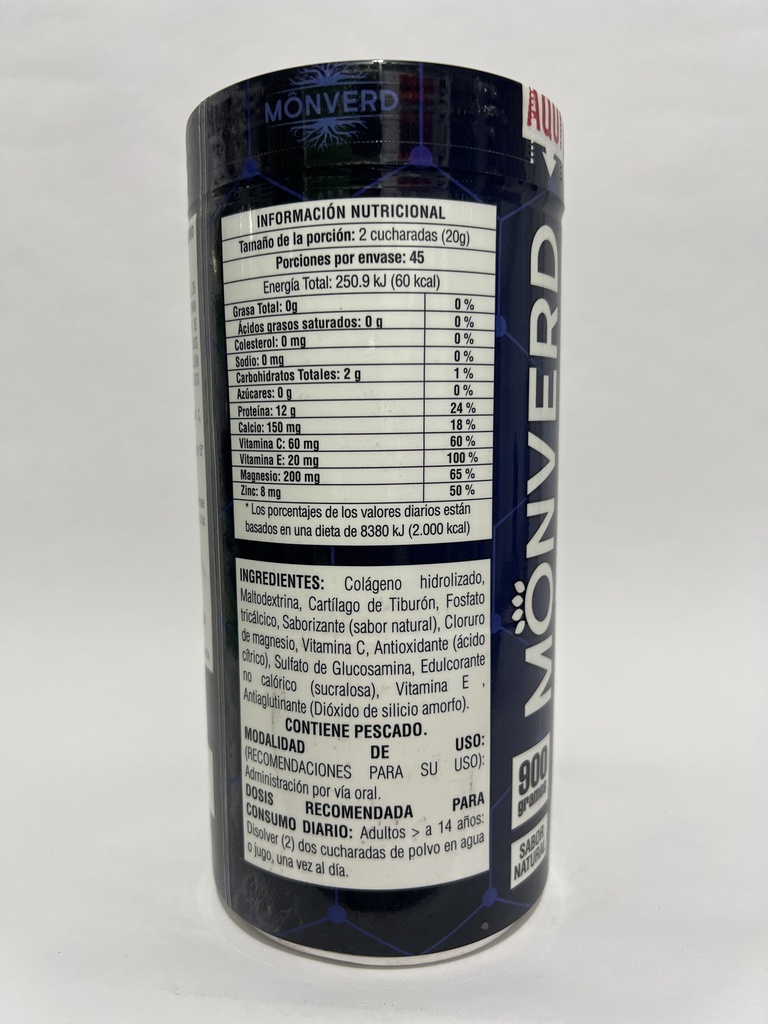 MÖNVERD
INFORMACIÓN NUTRICIONAL
Tamaño de la porción: 2 cucharadas (20g)
Porciones por envase: 45
Energía Total: 250.9 kJ (60 kcal)
Grasa Total: 0g 0 %
Ácidos grasos saturados: 0 g 0 %
Colesterol: 0 mg 0 %
Sodio: 0 mg 0 %
Carbohidratos Totales: 2 g 1 %
Azúcares: 0 g 0 %
Proteína: 12 g 24 %
Calcio: 150 mg 18 %
Vitamina C: 60 mg 60 %
Vitamina E: 20 mg 100 %
Magnesio: 200 mg 65 %
Zinc: 8 mg 50 %
* Los porcentajes de los valores diarios están
basados en una dieta de 8380 kJ (2.000 kcal)
INGREDIENTES: Colágeno hidrolizado,
Maltodextrina, Cartílago de Tiburón, Fosfato
tricálcico, Saborizante (sabor natural), Cloruro
de magnesio, Vitamina C, Antioxidante (ácido
cítrico), Sulfato de Glucosamina, Edulcorante
no calórico (sucralosa), Vitamina E ,
Antiaglutinante (Dióxido de silicio amorfo).
CONTIENE PESCADO.
MODALIDAD DE USO:
(RECOMENDACIONES PARA SU USO):
Administración por vía oral.
DOSIS RECOMENDADA PARA
CONSUMO DIARIO: Adultos > a 14 años:
Disolver (2) dos cucharadas de polvo en agua
o jugo, una vez al día.
MÖNVERD
900
gramos
SABOR
NATURAL